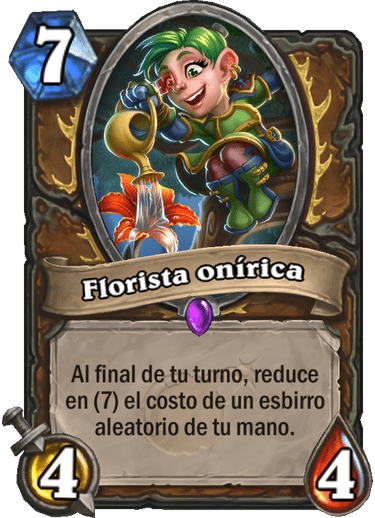 7
Florista onírica
Al final de tu turno, reduce
en (7) el costo de un esbirro
aleatorio de tu mano.
4
4